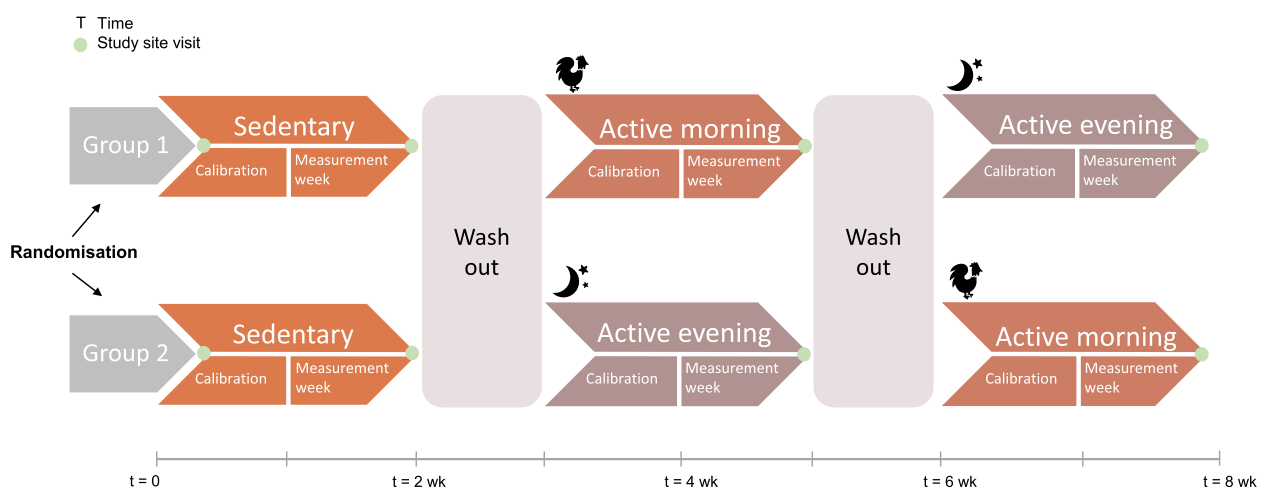 T Time
Study site visit
Group 1
Sedentary
Calibration
Measurement
week
Active morning
Calibration
Measurement
week
Active evening
Calibration
Measurement
week
Randomisation
Wash
out
Wash
out
Group 2
Sedentary
Calibration
Measurement
week
Active evening
Calibration
Measurement
week
Active morning
Calibration
Measurement
week
t = 0
t = 2 wk
t = 4 wk
t = 6 wk
t = 8 wk